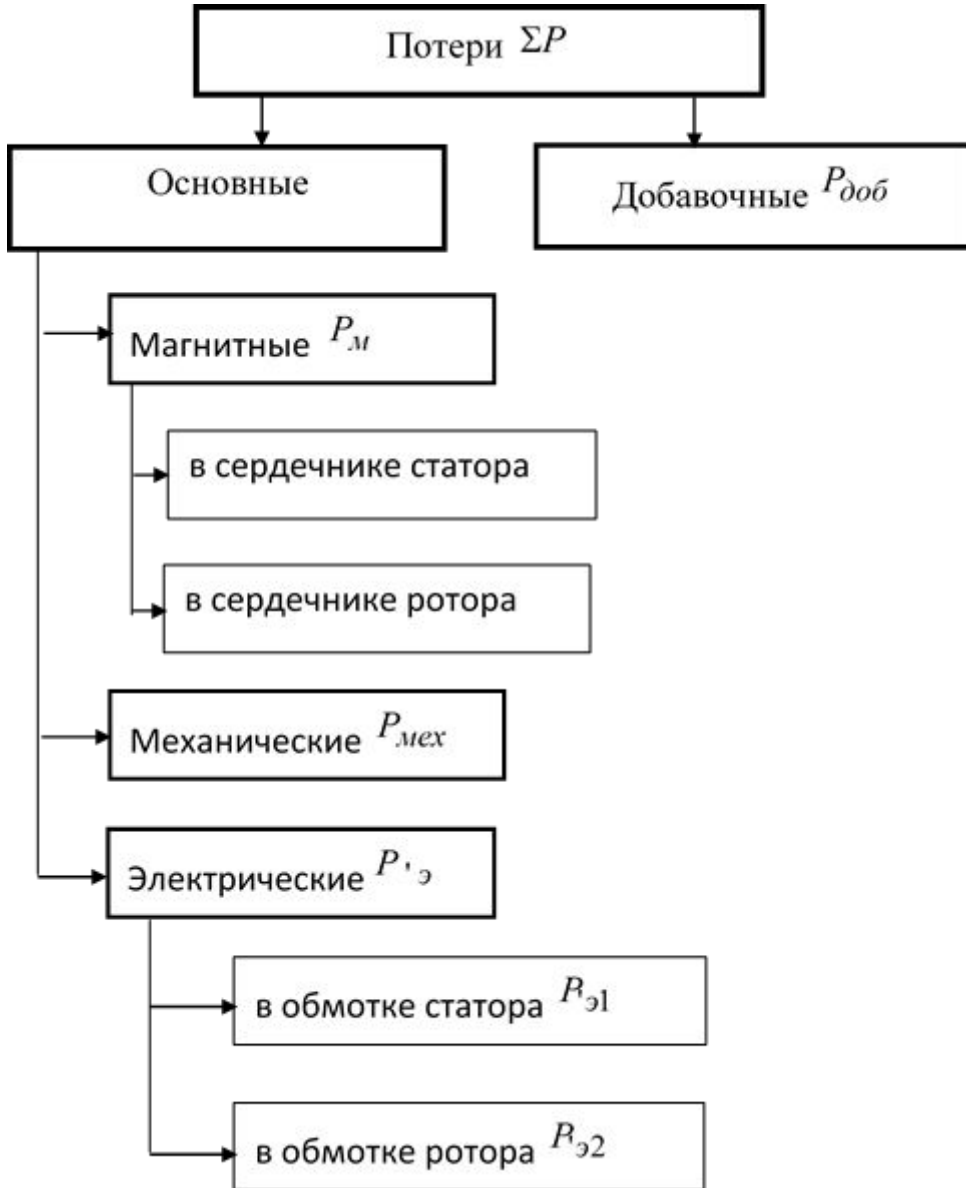 Потери ΣP
Основные
Добавочные Pдоб
Магнитные Pм
в сердечнике статора
в сердечнике ротора
Механические Pмех
Электрические P'э
в обмотке статора Pэ1
в обмотке ротора Pэ2